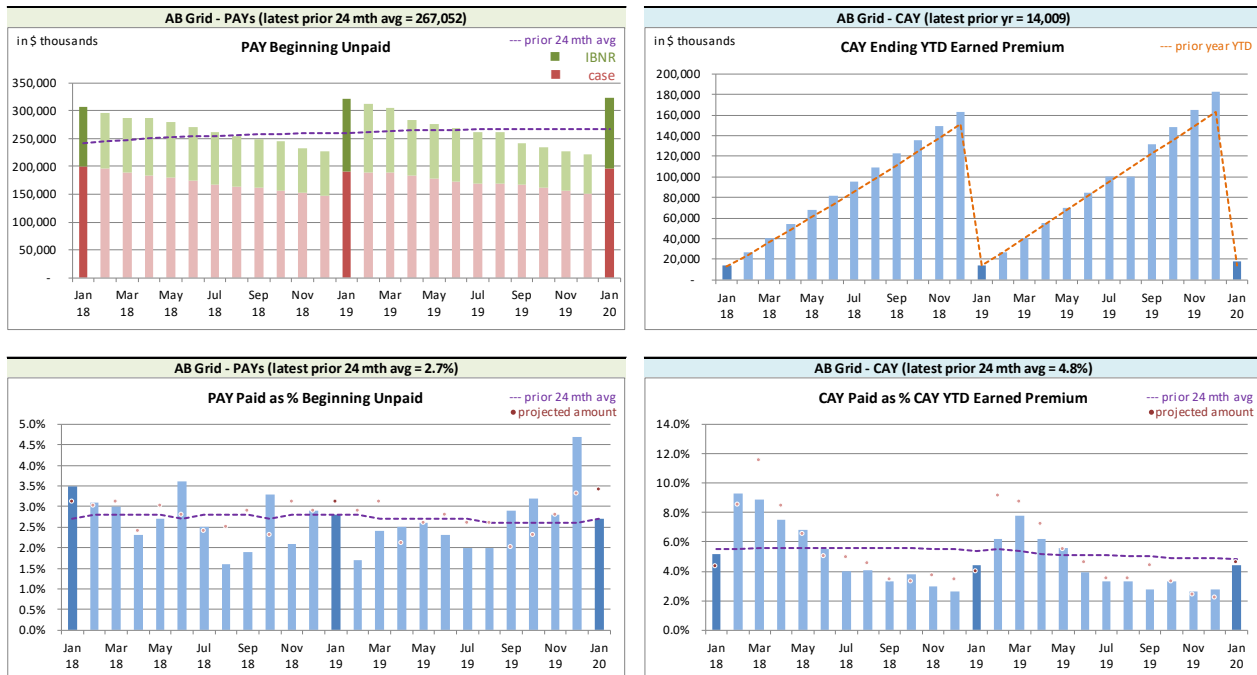 AB Grid - PAYs (latest prior 24 mth avg = 267,052)
in $ thousands
PAY Beginning Unpaid
--- prior 24 mth avg
IBNR
case
350,000
300,000
250,000
200,000
150,000
100,000
50,000
-
Jan Mar May Jul Sep Nov Jan Mar May Jul Sep Nov Jan
18 18 18 18 18 18 19 19 19 19 19 19 20
AB Grid - CAY (latest prior yr = 14,009)
in $ thousands
CAY Ending YTD Earned Premium
--- prior year YTD
200,000
180,000
160,000
140,000
120,000
100,000
80,000
60,000
40,000
20,000
-
Jan Mar May Jul Sep Nov Jan Mar May Jul Sep Nov Jan
18 18 18 18 18 18 19 19 19 19 19 19 20
AB Grid - PAYs (latest prior 24 mth avg = 2.7%)
PAY Paid as % Beginning Unpaid
--- prior 24 mth avg
projected amount
5.0%
4.5%
4.0%
3.5%
3.0%
2.5%
2.0%
1.5%
1.0%
0.5%
0.0%
Jan Mar May Jul Sep Nov Jan Mar May Jul Sep Nov Jan
18 18 18 18 18 18 19 19 19 19 19 19 20
AB Grid - CAY (latest prior 24 mth avg = 4.8%)
CAY Paid as % CAY YTD Earned Premium
--- prior 24 mth avg
projected amount
14.0%
12.0%
10.0%
8.0%
6.0%
4.0%
2.0%
0.0%
Jan Mar May Jul Sep Nov Jan Mar May Jul Sep Nov Jan
18 18 18 18 18 18 19 19 19 19 19 19 20